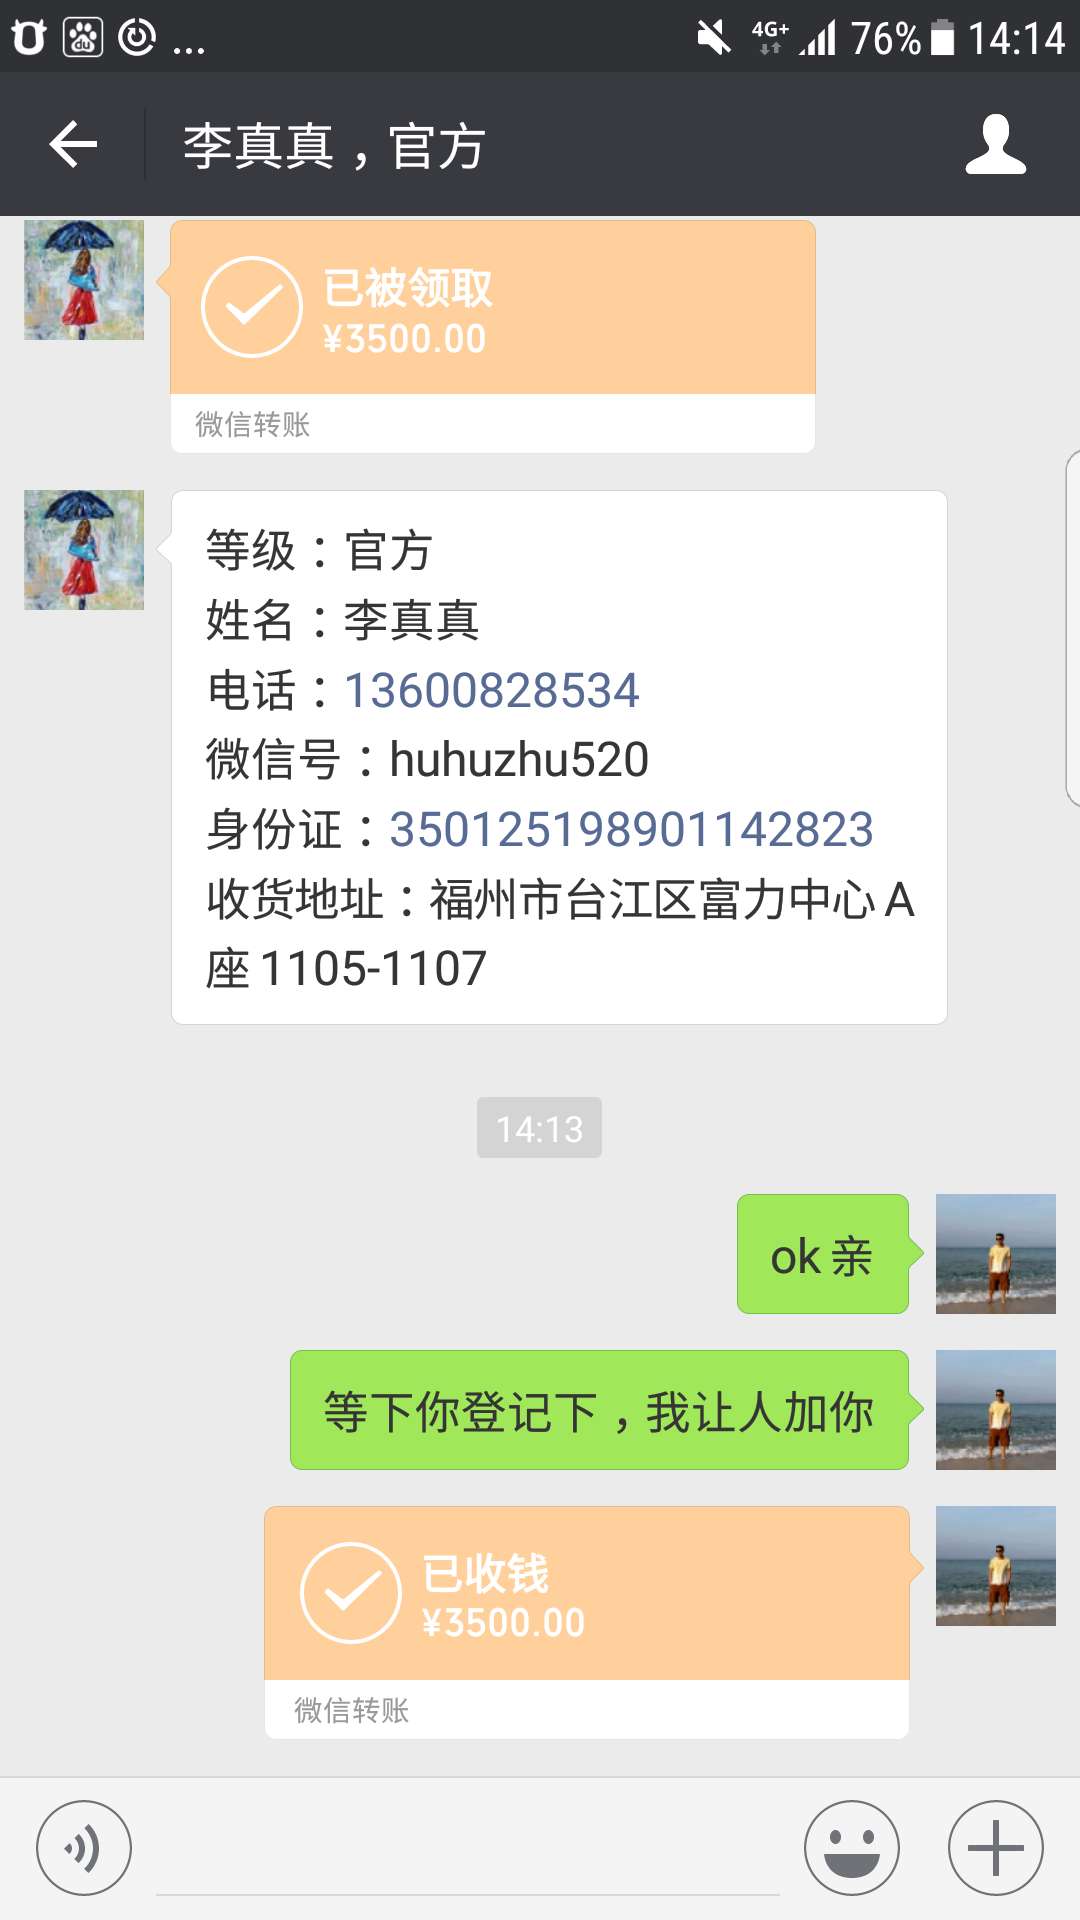 4G+ 76% 14:14
李真真，官方
已被领取
¥3500.00
微信转账
等级：官方
姓名：李真真
电话：13600828534
微信号：huhuzhu520
身份证：350125198901142823
收货地址：福州市台江区富力中心A
座1105-1107
14:13
ok亲
等下你登记下，我让人加你
已收钱
¥3500.00
微信转账